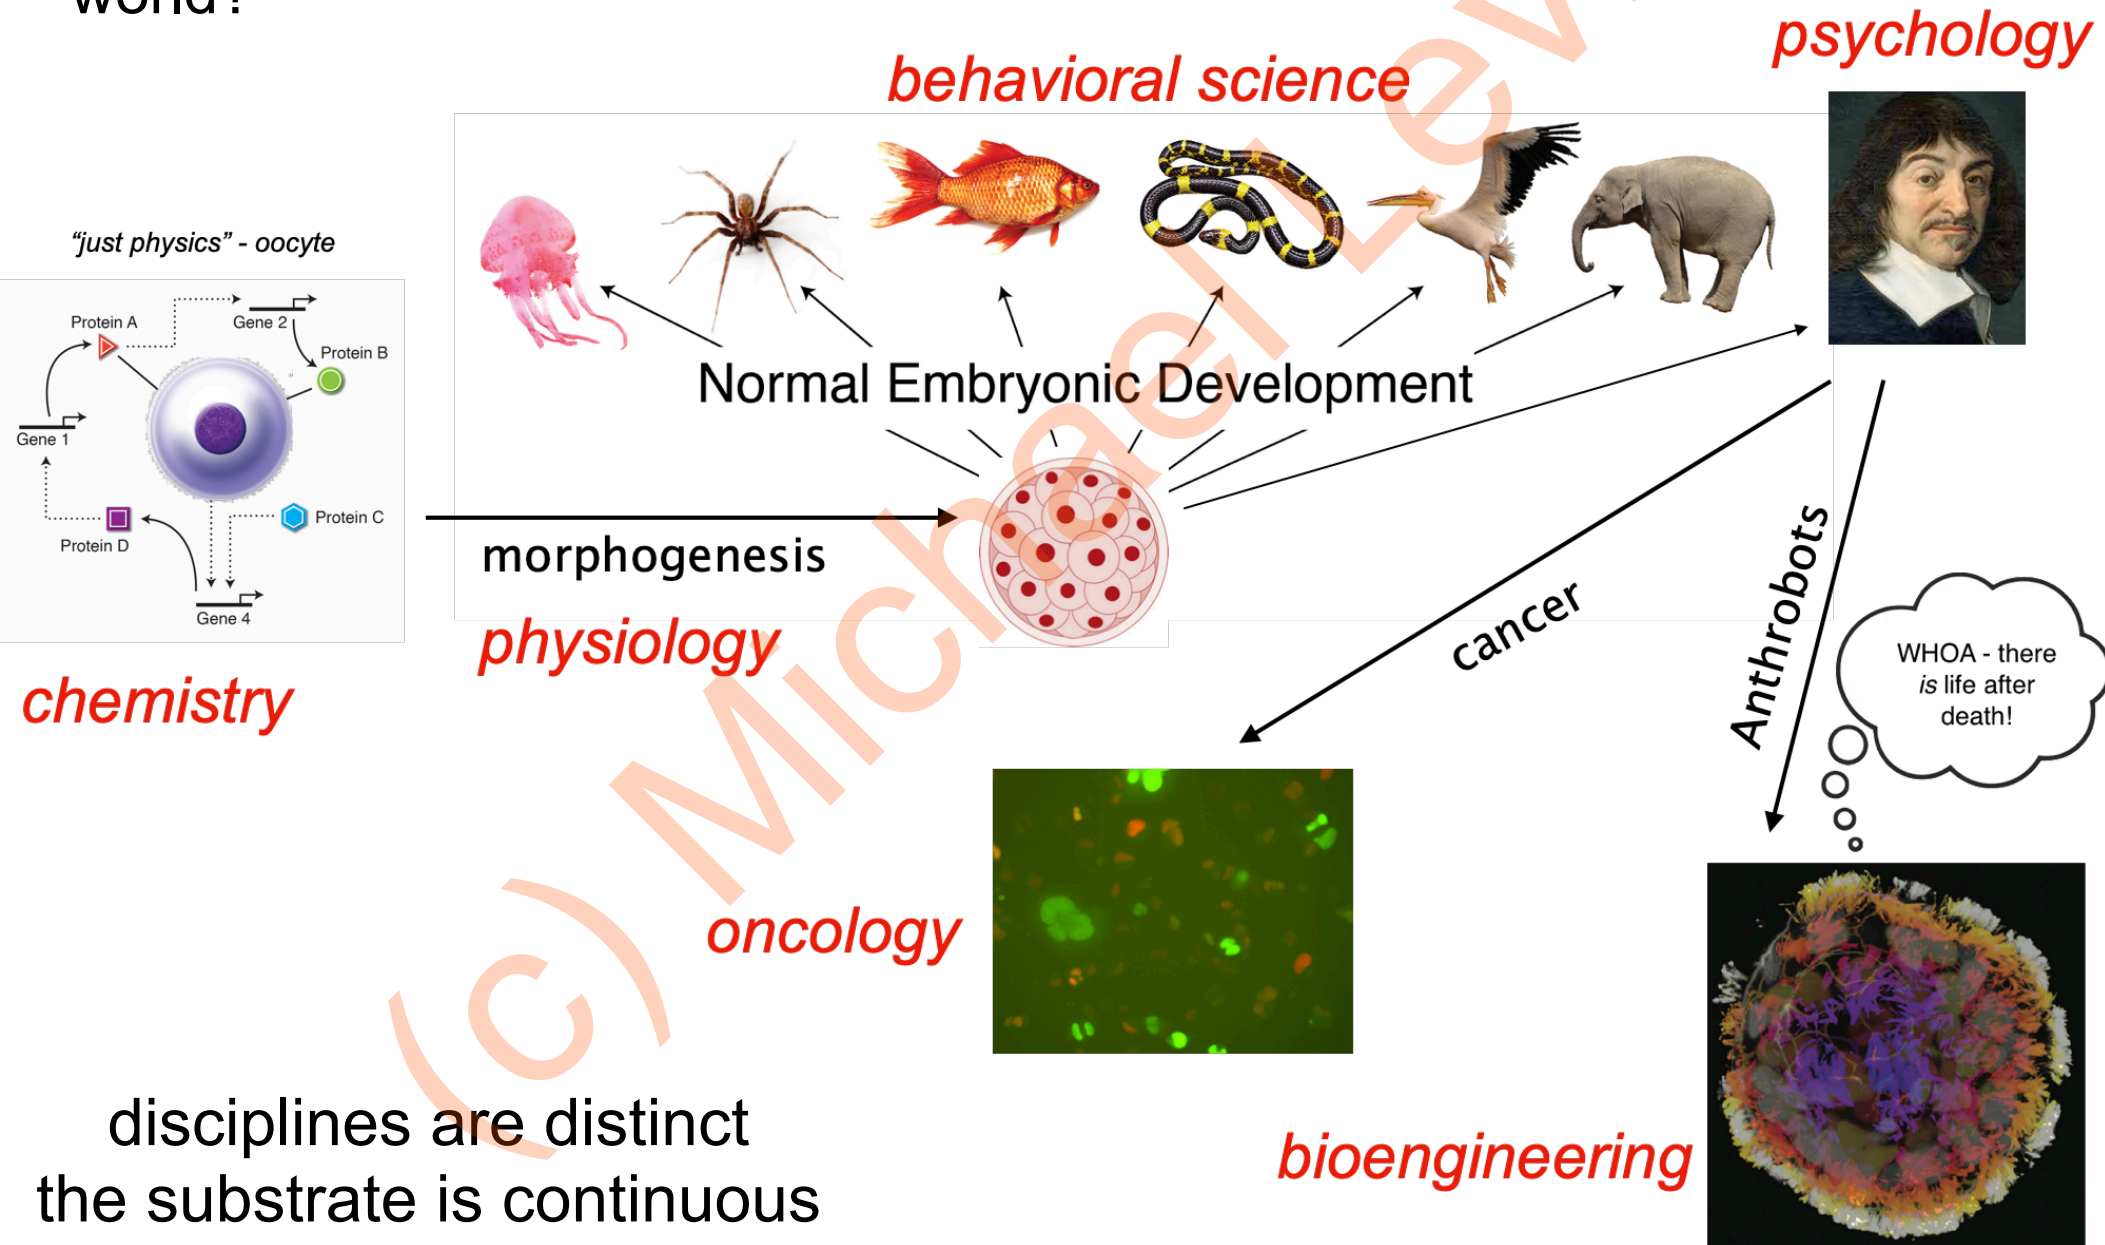 world?
psychology
behavioral science
"just physics" - oocyte
Protein A
Gene 2
Protein B
Gene 1
Protein C
Protein D
Gene 4
chemistry
Normal Embryonic Development
morphogenesis
physiology
cancer
Anthrobots
WHOA - there
is life after
death!
oncology
bioengineering
disciplines are distinct
the substrate is continuous
(c) Michael Lev